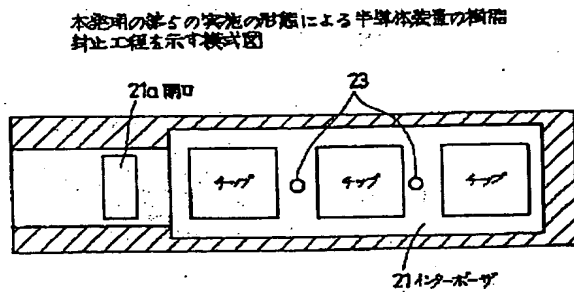 本発明の第5の実施の形態による半導体装置の樹脂
封止工程を示す模式図
21a 開口
23
チップ
チップ
チップ
21 インターポーザ